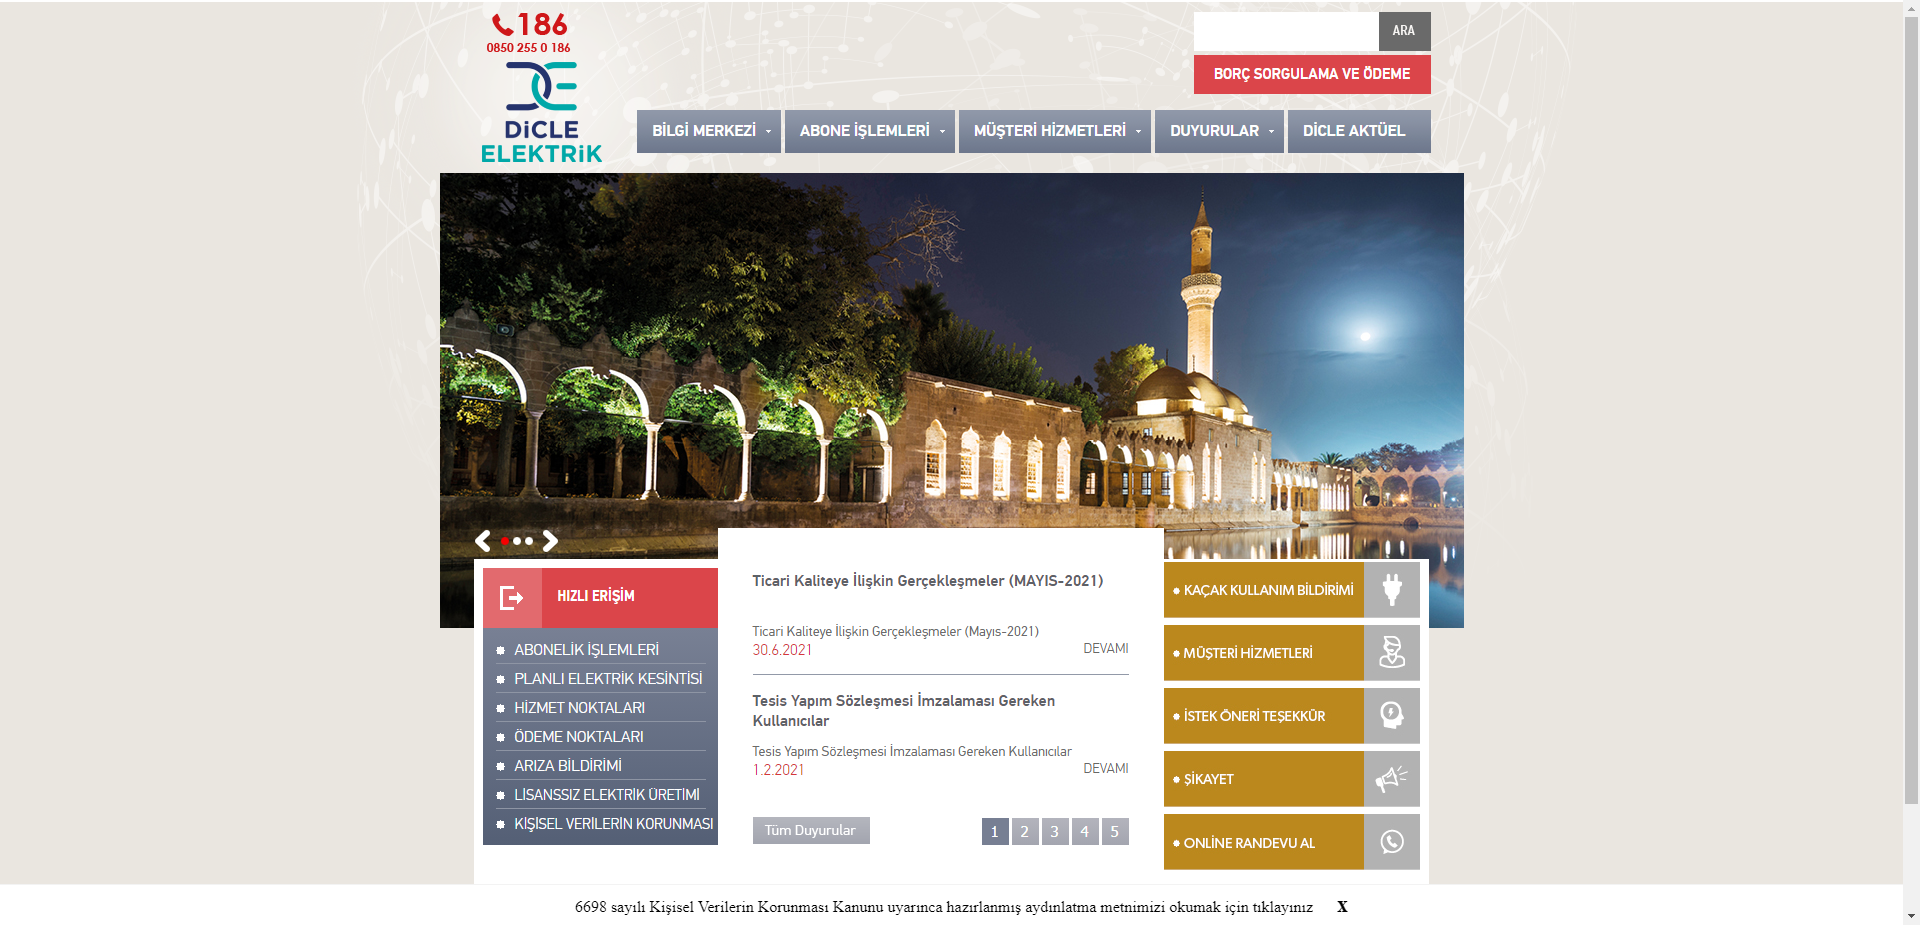 186
0850 255 0 186
DiCLE
ELEKTRiK
ARA
BORÇ SORGULAMA VE ÖDEME
BİLGİ MERKEZİ
ABONE İŞLEMLERİ
MÜŞTERİ HİZMETLERİ
DUYURULAR
DİCLE AKTÜEL
HIZLI ERİŞİM
ABONELİK İŞLEMLERİ
PLANLI ELEKTRİK KESİNTİSİ
HİZMET NOKTALARI
ÖDEME NOKTALARI
ARIZA BİLDİRİMİ
LİSANSSIZ ELEKTRİK ÜRETİMİ
KİŞİSEL VERİLERİN KORUNMASI
Ticari Kaliteye İlişkin Gerçekleşmeler (MAYIS-2021)
Ticari Kaliteye İlişkin Gerçekleşmeler (Mayıs-2021)
30.6.2021
DEVAMI
Tesis Yapım Sözleşmesi İmzalaması Gereken
Kullanıcılar
Tesis Yapım Sözleşmesi İmzalaması Gereken Kullanıcılar
1.2.2021
DEVAMI
Tüm Duyurular
1 2 3 4 5
KAÇAK KULLANIM BİLDİRİMİ
MÜŞTERİ HİZMETLERİ
İSTEK ÖNERİ TEŞEKKÜR
ŞİKAYET
ONLİNE RANDEVU AL
6698 sayılı Kişisel Verilerin Korunması Kanunu uyarınca hazırlanmış aydınlatma metnimizi okumak için tıklayınız X